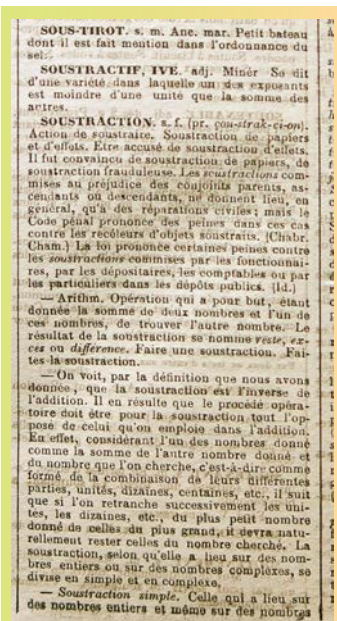 SOUS-TIROT. s. m. Anc. mar. Petit bateau
dont il est fait mention dans l'ordonnance du
sel.
SOUSTRACTIF, IVE. adj. Minér Se dit
d'une variété dans laquelle un des exposants
est moindre d'une unité que la somme des
autres.
SOUSTRACTION. s. f. (pr. çou-strak-ci-on).
Action de soustraire. Soustraction de papiers
et d'effets. Etre accusé de soustraction d'effets.
Il fut convaincu de soustraction de papiers, de
soustraction frauduleuse. Les soustractions com-
mises au préjudice des conjoints parents, as-
cendants ou descendants, ne donnent lieu, en
général, qu'à des réparations civiles; mais le
Code pénal prononce des peines dans ces cas
contre les recéleurs d'objets soustraits. (Chabr.
Cham.) La loi prononce certaines peines contre
les soustractions commises par les fonctionnai-
res, par les dépositaires, les comptables ou par
les particuliers dans les dépôts publics. (Id.)
— Arithm. Opération qui a pour but, étant
donnée la somme de deux nombres et l'un de
ces nombres, de trouver l'autre nombre. Le
résultat de la soustraction se nomme reste, ex-
cès ou différence. Faire une soustraction. Fai-
tes la soustraction.
— On voit, par la définition que nous avons
donnée, que la soustraction est l'inverse de
l'addition. Il en résulte que le procédé opéra-
toire doit être pour la soustraction tout l'op-
posé de celui qu'on emploie dans l'addition.
En effet, considérant l'un des nombres donné
comme la somme de l'autre nombre donné et
du nombre que l'on cherche, c'est-à-dire comme
formé de la combinaison de leurs différentes
parties, unités, dizaines, centaines, etc., il suit
que si l'on retranche successivement les uni-
tés, les dizaines, etc., du plus petit nombre
donné de celles du plus grand, il devra natu-
rellement rester celles du nombre cherché. La
soustraction, selon qu'elle a lieu sur des nom-
bres entiers ou sur des nombres complexes, se
divise en simple et en complexe.
— Soustraction simple. Celle qui a lieu sur
des nombres entiers et même sur des nombres